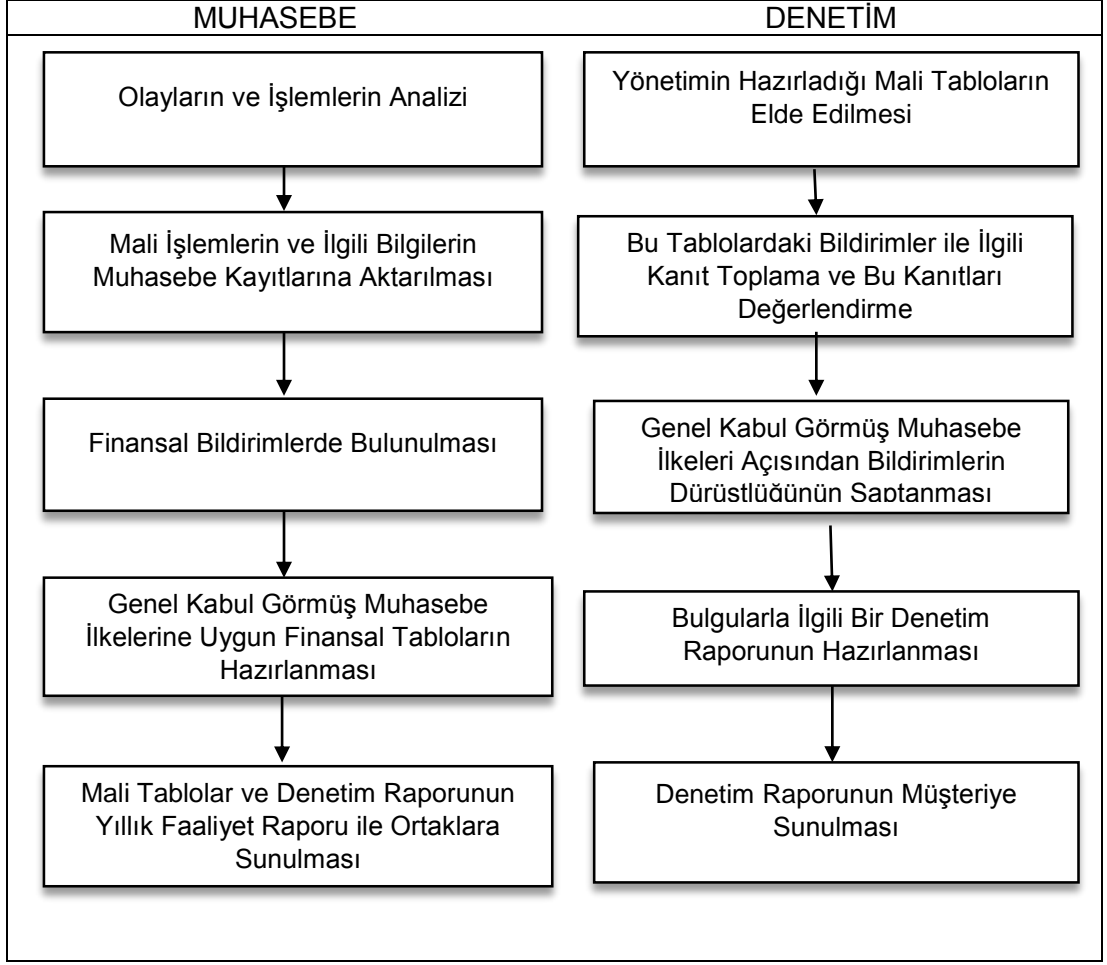 MUHASEBE
DENETİM
Olayların ve İşlemlerin Analizi
Mali İşlemlerin ve İlgili Bilgilerin
Muhasebe Kayıtlarına Aktarılması
Finansal Bildirimlerde Bulunulması
Genel Kabul Görmüş Muhasebe
İlkelerine Uygun Finansal Tabloların
Hazırlanması
Mali Tablolar ve Denetim Raporunun
Yıllık Faaliyet Raporu ile Ortaklara
Sunulması
Yönetimin Hazırladığı Mali Tabloların
Elde Edilmesi
Bu Tablolardaki Bildirimler ile İlgili
Kanıt Toplama ve Bu Kanıtları
Değerlendirme
Genel Kabul Görmüş Muhasebe
İlkeleri Açısından Bildirimlerin
Dürüstlüğünün Saptanması
Bulgularla İlgili Bir Denetim
Raporunun Hazırlanması
Denetim Raporunun Müşteriye
Sunulması